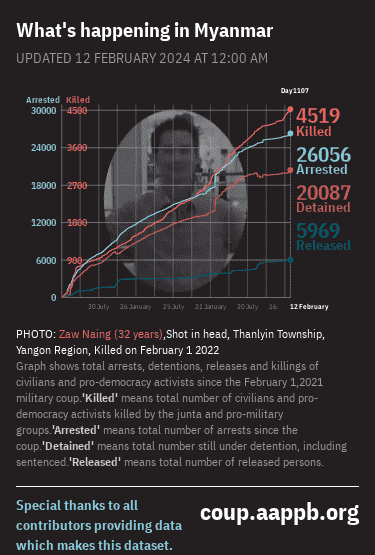 What's happening in Myanmar
UPDATED 12 FEBRUARY 2024 AT 12:00 AM
Day1107
Arrested Killed
30000 4500
24000 3600
18000 2700
12000 1800
6000 900
0
4519
Killed
26056
Arrested
20087
Detained
5969
Released
30 July 26 January 25 July 21 January 20 July 16. 12 February
PHOTO: Zaw Naing (32 years),Shot in head, Thanlyin Township,
Yangon Region, Killed on February 1 2022
Graph shows total arrests, detentions, releases and killings of
civilians and pro-democracy activists since the February 1,2021
military coup.'Killed' means total number of civilians and pro-
democracy activists killed by the junta and pro-military
groups.'Arrested' means total number of arrests since the
coup.'Detained' means total number still under detention, including
sentenced.'Released' means total number of released persons.
Special thanks to all
contributors providing data
which makes this dataset.
coup.aappb.org